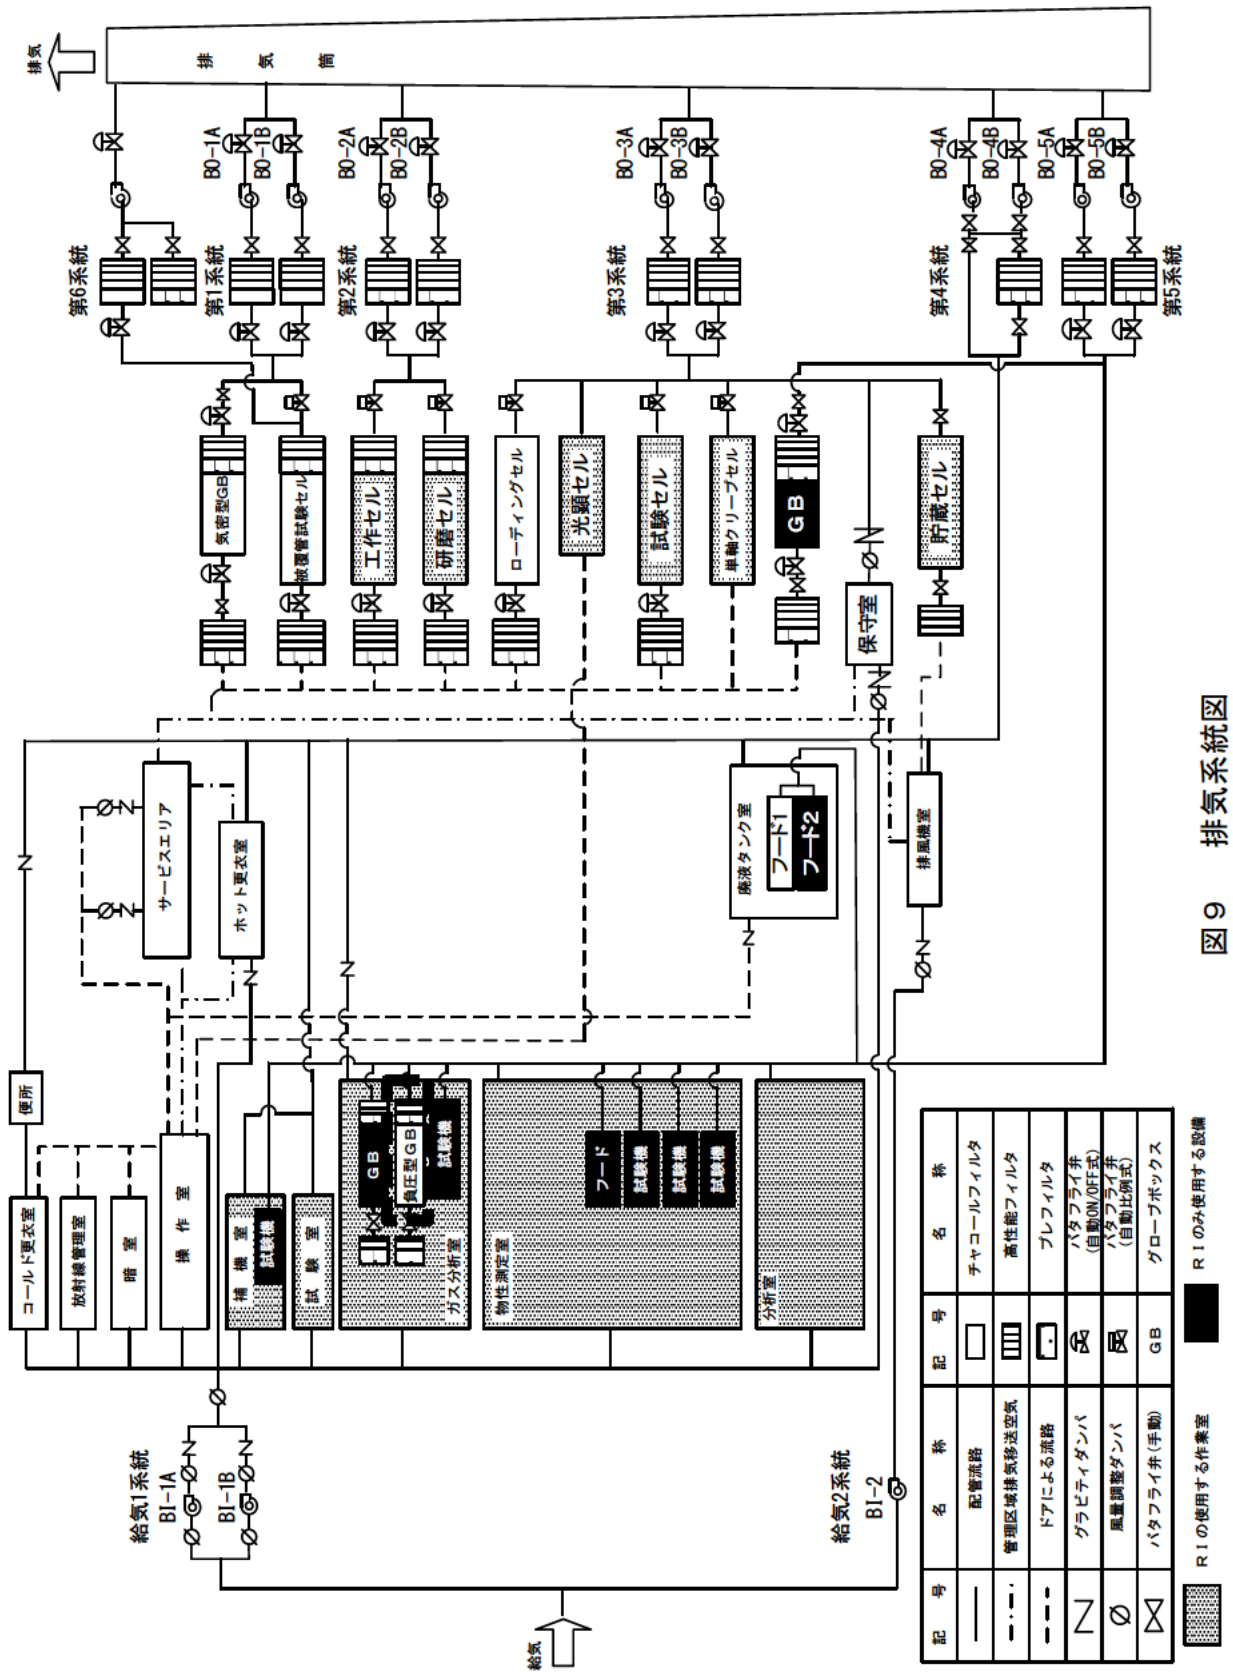 排気
排気筒
第6系統
第1系統
BO-1A
BO-1B
第2系統
BO-2A
BO-2B
第3系統
BO-3A
BO-3B
第4系統
BO-4A
BO-4B
第5系統
BO-5A
BO-5B
気密型GB
被覆管試験セル
工作セル
研磨セル
ローディングセル
光顕セル
試験セル
単軸クリープセル
GB
保守室
貯蔵セル
サービスエリア
ホット更衣室
廃液タンク室
フード1
フード2
排風機室
便所
コールド更衣室
放射線管理室
暗室
操作室
補機室
試験機
試験室
GB
負圧型GB
試験機
ガス分析室
物性測定室
フード
試験機
試験機
試験機
分析室
給気1系統
BI-1A
BI-1B
給気2系統
BI-2
給気
記号 名称 記号 名称
配管流路 チャコールフィルタ
管理区域排気移送空気 高性能フィルタ
ドアによる流路 プレフィルタ
グラビティダンパ バタフライ弁
(自動ON/OFF式)
風量調整ダンパ バタフライ弁
(自動比例式)
バタフライ弁(手動) GB グローブボックス
RIの使用する作業室 RIのみ使用する設備
図9 排気系統図